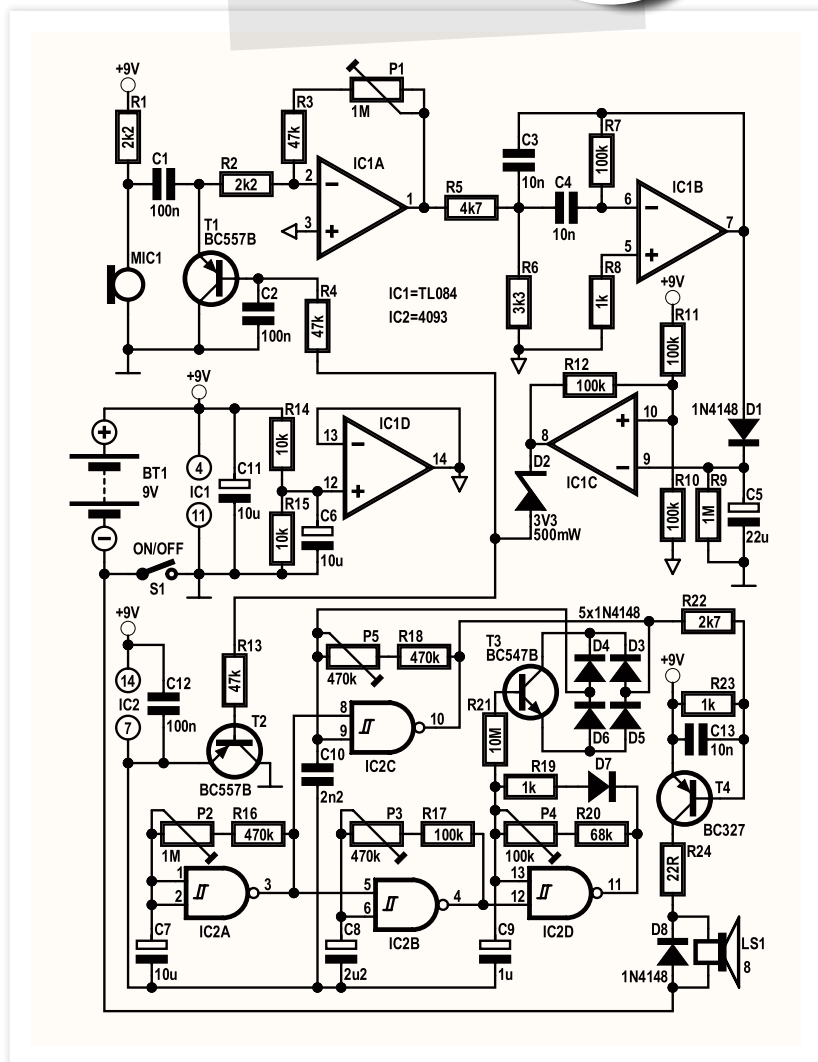 +9V
R1
2k2
C1
100n
R2
2k2
R3
47k
P1
1M
IC1A
2
3
1
T1
BC557B
MIC1
C2
100n
R4
47k
IC1=TL084
IC2=4093
R5
4k7
C3
10n
C4
10n
R7
100k
IC1B
6
5
7
R6
3k3
R8
1k
+9V
R11
100k
R12
100k
IC1C
10
9
8
1N4148
D1
D2
3V3
500mW
R10
100k
R9
1M
C5
22u
+9V
BT1
9V
4
IC1
11
C11
10u
R14
10k
R15
10k
C6
10u
IC1D
13
12
14
ON/OFF
S1
+9V
14
IC2
7
C12
100n
R13
47k
T2
BC557B
P5
470k
R18
470k
8
9
10
IC2C
C10
2n2
T3
BC547B
5x1N4148
D4
D3
D6
D5
R21
10M
R22
2k7
+9V
R23
1k
C13
10n
T4
BC327
R24
22R
D8
1N4148
LS1
8
R19
1k
D7
P4
100k
R20
68k
13
12
11
IC2D
C9
1u
P2
1M
R16
470k
1
2
3
IC2A
C7
10u
P3
470k
R17
100k
5
6
4
IC2B
C8
2u2